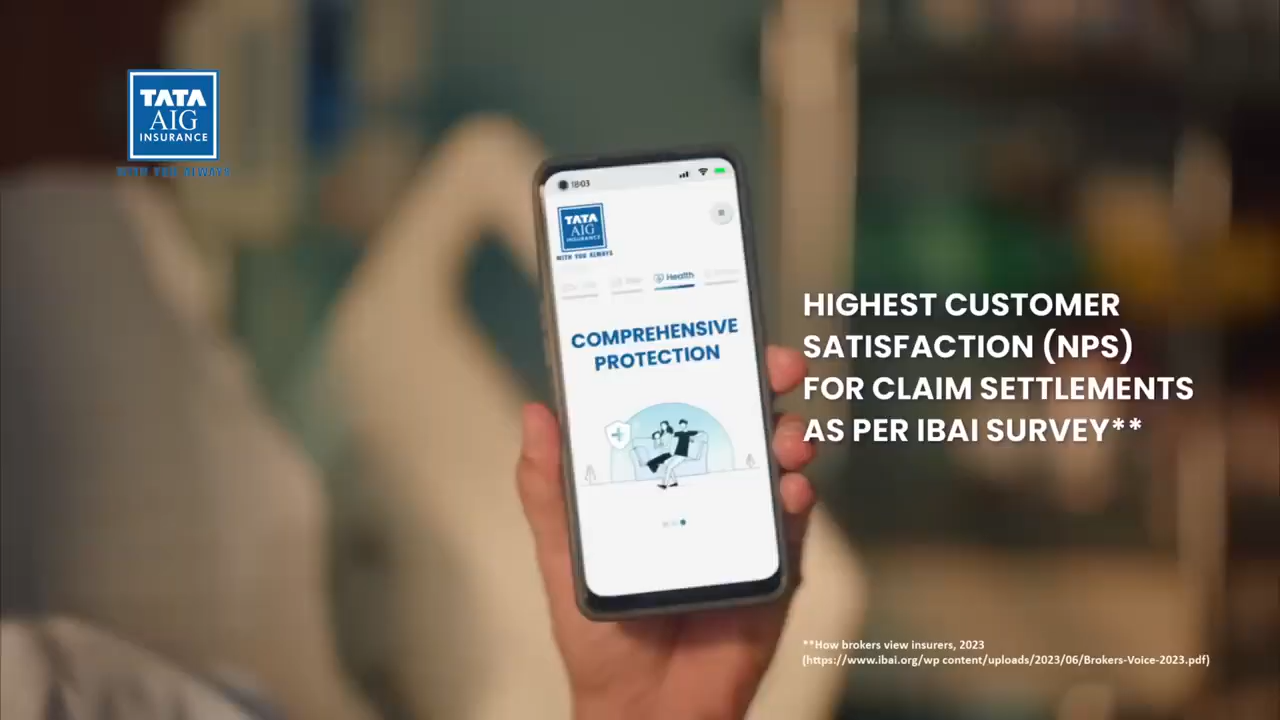 TATA
AIG
INSURANCE
WITH YOU ALWAYS
18:03
TATA
AIG
INSURANCE
WITH YOU ALWAYS
Health
COMPREHENSIVE
PROTECTION
HIGHEST CUSTOMER
SATISFACTION (NPS)
FOR CLAIM SETTLEMENTS
AS PER IBAI SURVEY**
**How brokers view insurers, 2023
(https://www.ibai.org/wp content/uploads/2023/06/Brokers-Voice-2023.pdf)